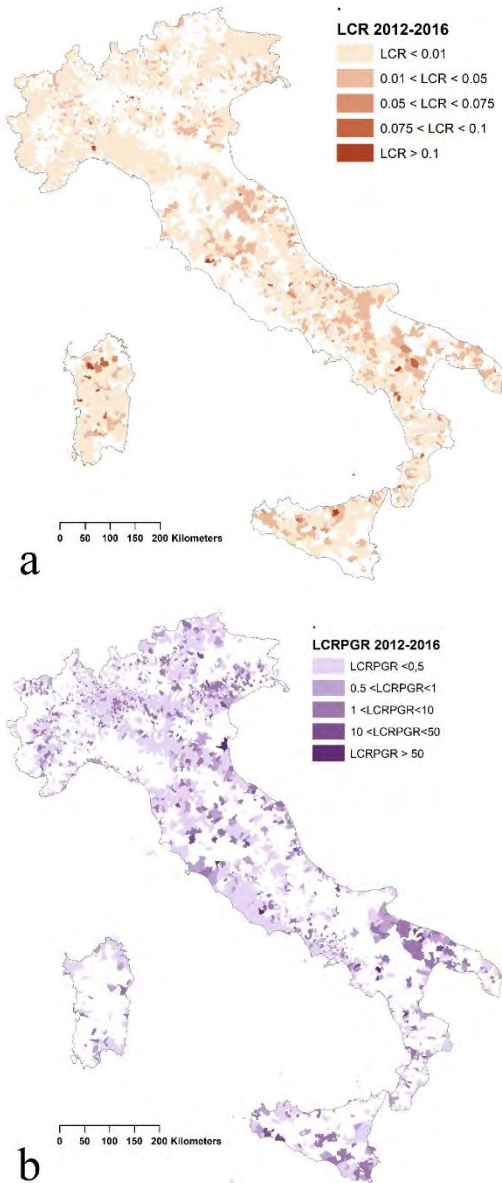 LCR 2012-2016
LCR < 0.01
0.01 < LCR < 0.05
0.05 < LCR < 0.075
0.075 < LCR < 0.1
LCR > 0.1
0 50 100 150 200 Kilometers
a
LCRPGR 2012-2016
LCRPGR <0,5
0.5 <LCRPGR<1
1 <LCRPGR<10
10 <LCRPGR<50
LCRPGR > 50
0 50 100 150 200 Kilometers
b